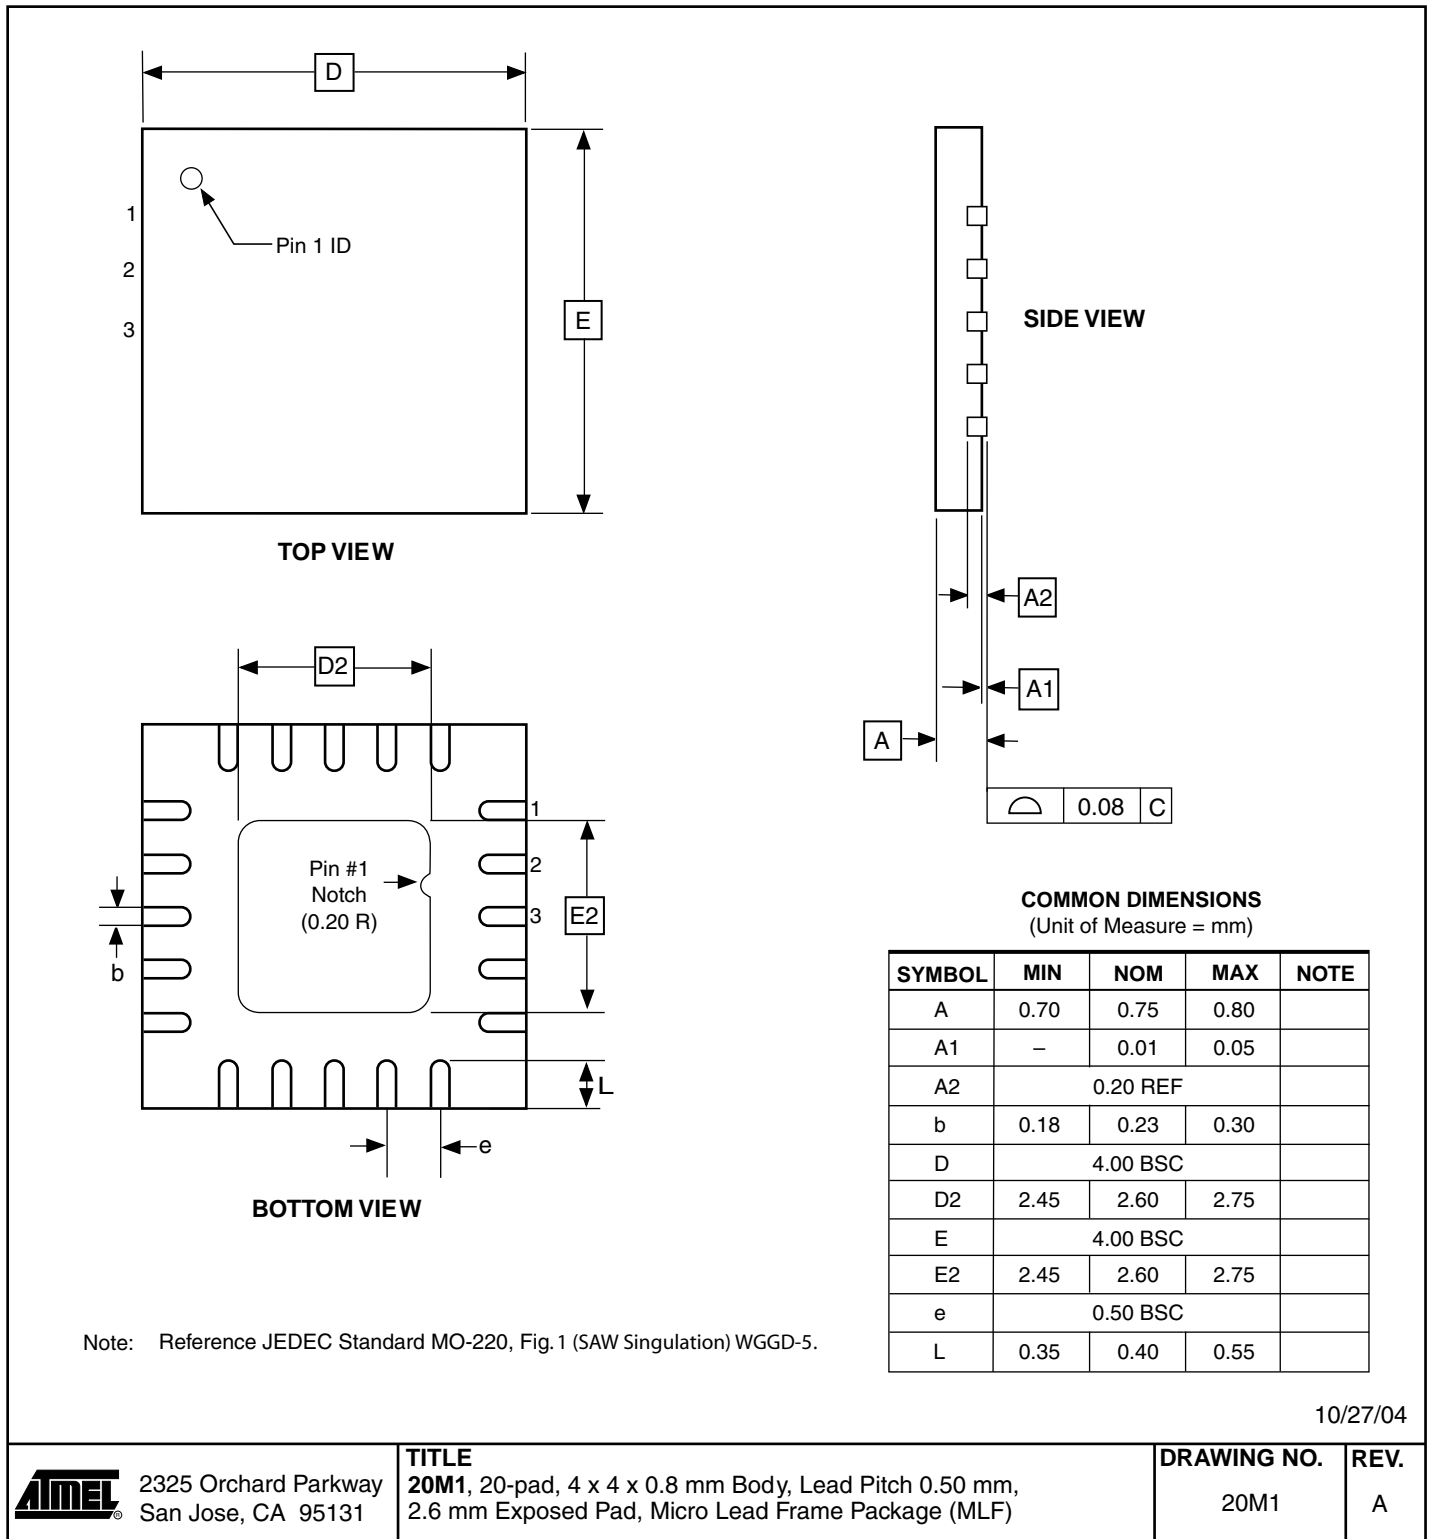 D
1
Pin 1 ID
2
3
E
SIDE VIEW
TOP VIEW
A2
A1
A
0.08 C
D2
1
2
3
Pin #1
Notch
(0.20 R)
E2
b
L
e
BOTTOM VIEW
COMMON DIMENSIONS
(Unit of Measure = mm)
SYMBOL MIN NOM MAX NOTE
A 0.70 0.75 0.80
A1 – 0.01 0.05
A2 0.20 REF
b 0.18 0.23 0.30
D 4.00 BSC
D2 2.45 2.60 2.75
E 4.00 BSC
E2 2.45 2.60 2.75
e 0.50 BSC
L 0.35 0.40 0.55
Note: Reference JEDEC Standard MO-220, Fig. 1 (SAW Singulation) WGGD-5.
10/27/04
ATMEL ®
2325 Orchard Parkway
San Jose, CA 95131
TITLE
20M1, 20-pad, 4 x 4 x 0.8 mm Body, Lead Pitch 0.50 mm,
2.6 mm Exposed Pad, Micro Lead Frame Package (MLF)
DRAWING NO.
20M1
REV.
A